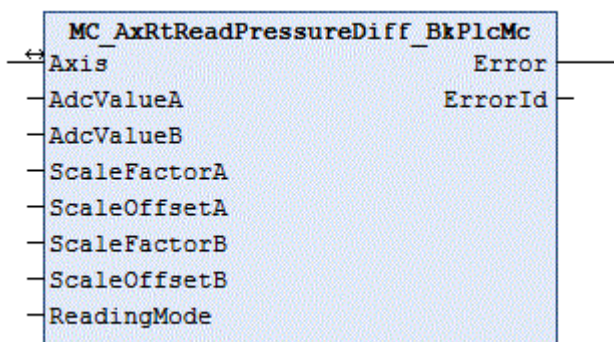 MC_AxRtReadPressureDiff_BkPlcMc
Axis Error
AdcValueA ErrorId
AdcValueB
ScaleFactorA
ScaleOffsetA
ScaleFactorB
ScaleOffsetB
ReadingMode